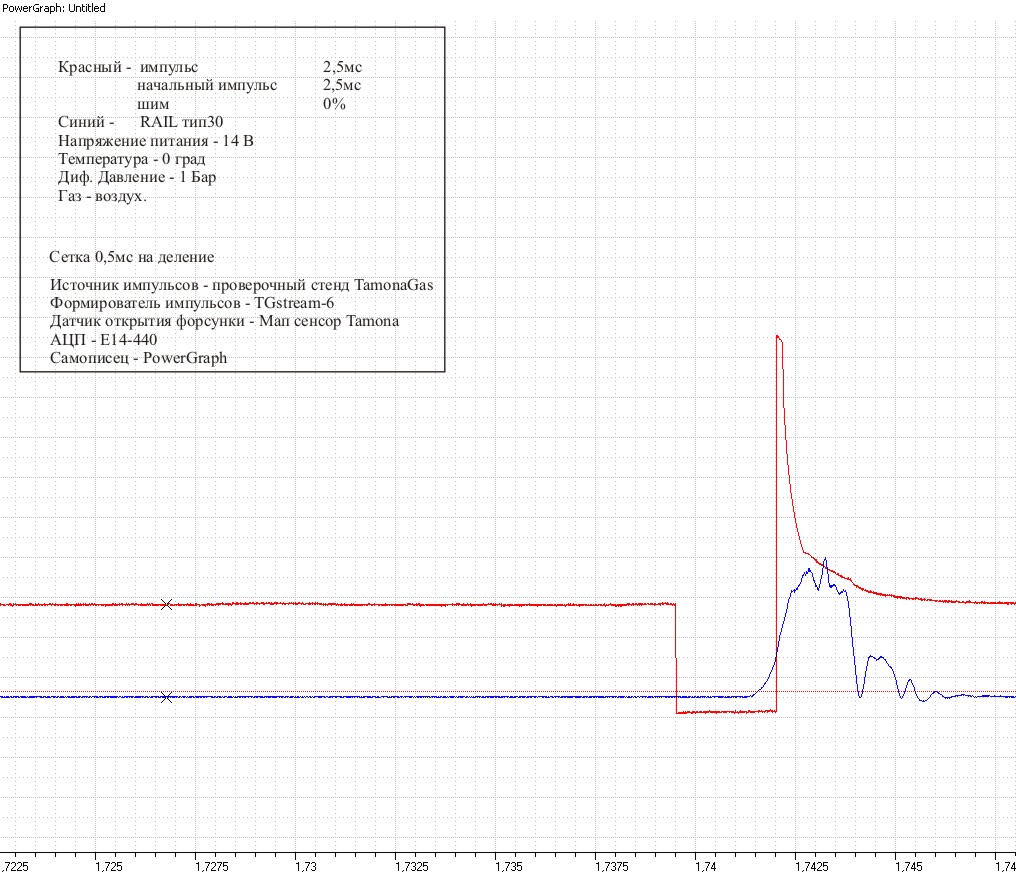 PowerGraph: Untitled
Красный - импульс 2,5мс
начальный импульс 2,5мс
шим 0%
Синий - RAIL тип30
Напряжение питания - 14 В
Температура - 0 град
Диф. Давление - 1 Бар
Газ - воздух.
Сетка 0,5мс на деление
Источник импульсов - проверочный стенд TamonaGas
Формирователь импульсов - TGstream-6
Датчик открытия форсунки - Мап сенсор Tamona
АЦП - E14-440
Самописец - PowerGraph
,7225 1,725 1,7275 1,73 1,7325 1,735 1,7375 1,74 1,7425 1,745 1,74